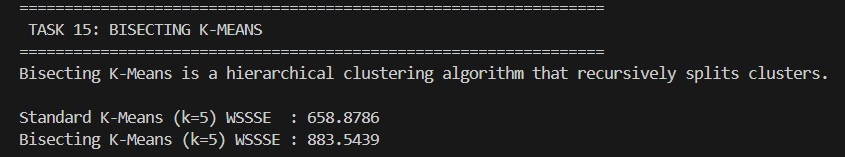 =================================================================
TASK 15: BISECTING K-MEANS
=================================================================
Bisecting K-Means is a hierarchical clustering algorithm that recursively splits clusters.
Standard K-Means (k=5) WSSSE  : 658.8786
Bisecting K-Means (k=5) WSSSE : 883.5439